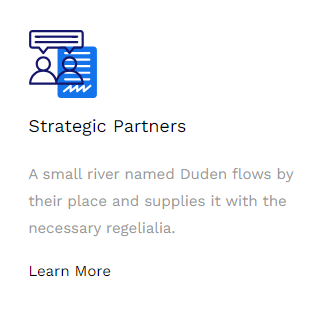 Strategic Partners
A small river named Duden flows by
their place and supplies it with the
necessary regelialia.
Learn More